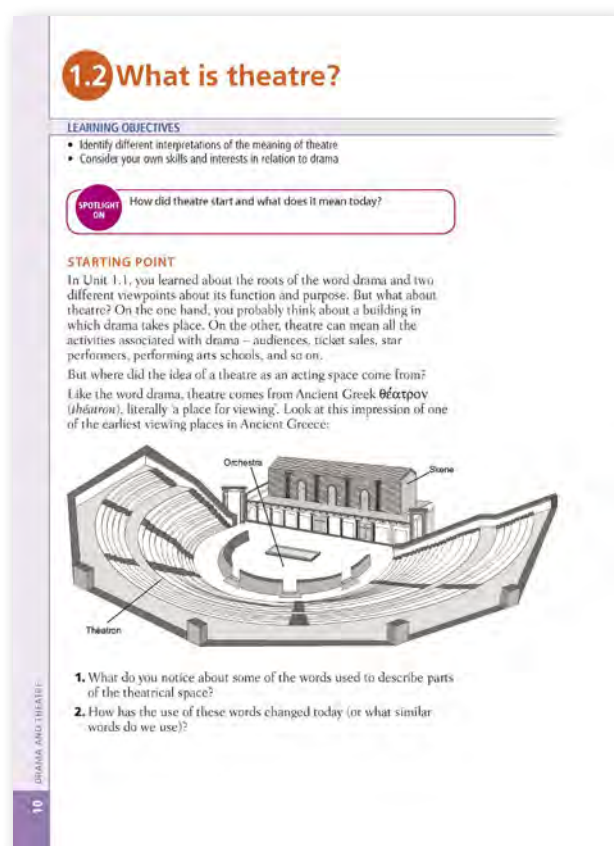 1.2 What is theatre?
LEARNING OBJECTIVES
• Identify different interpretations of the meaning of theatre
• Consider your own skills and interests in relation to drama
SPOTLIGHT
ON
How did theatre start and what does it mean today?
STARTING POINT
In Unit 1.1, you learned about the roots of the word drama and two
different viewpoints about its function and purpose. But what about
theatre? On the one hand, you probably think about a building in
which drama takes place. On the other, theatre can mean all the
activities associated with drama – audiences, ticket sales, star
performers, performing arts schools, and so on.
But where did the idea of a theatre as an acting space come from?
Like the word drama, theatre comes from Ancient Greek θέατρον
(théatron), literally 'a place for viewing'. Look at this impression of one
of the earliest viewing places in Ancient Greece:
Orchestra
Skene
Théatron
1. What do you notice about some of the words used to describe parts
of the theatrical space?
2. How has the use of these words changed today (or what similar
words do we use)?
DRAMA AND THEATRE
10